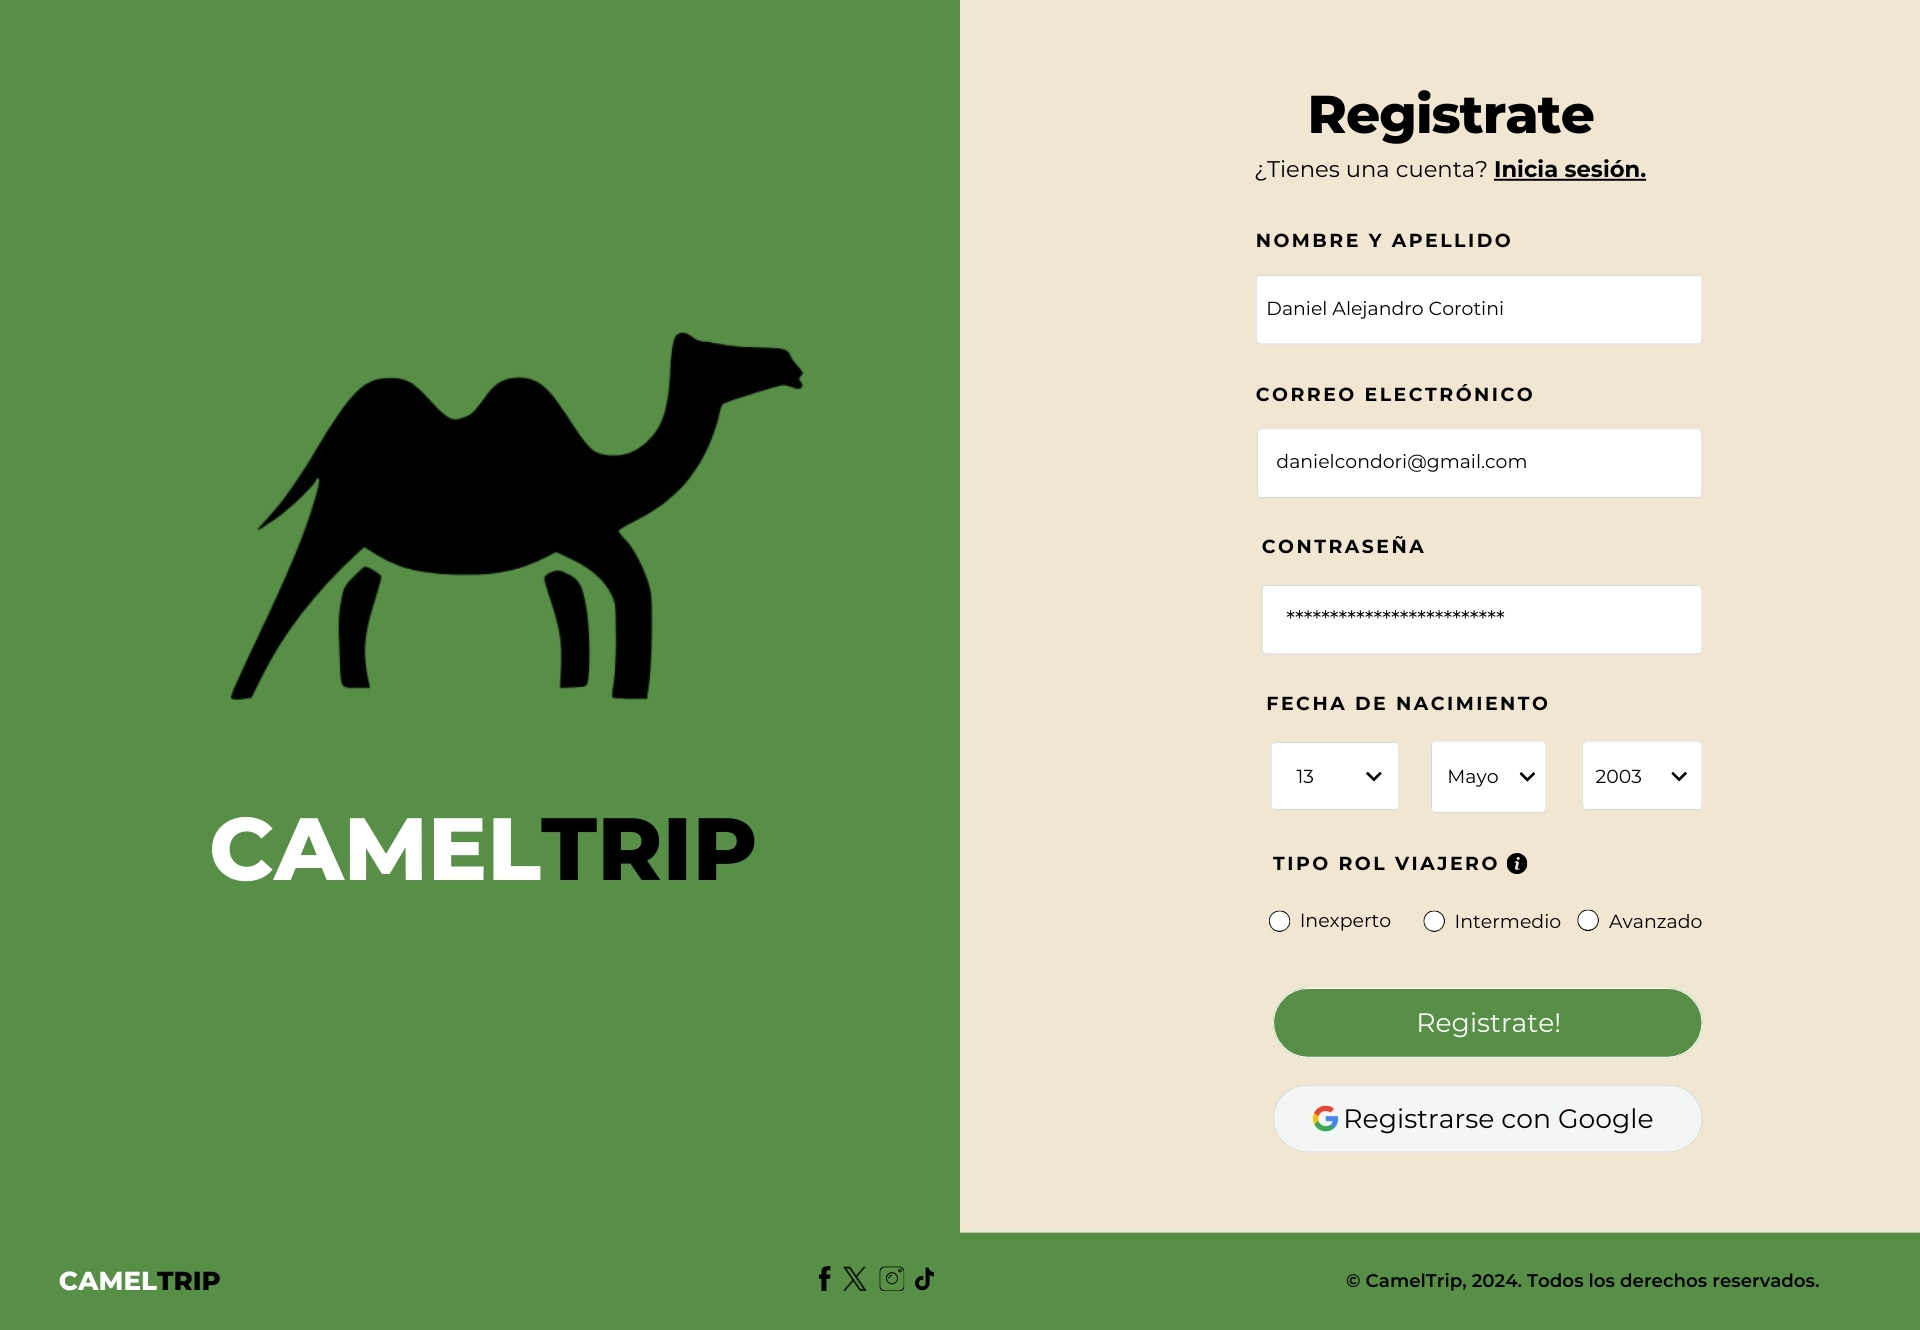 CAMELTRIP
Registrate
¿Tienes una cuenta? Inicia sesión.
NOMBRE Y APELLIDO
Daniel Alejandro Corotini
CORREO ELECTRÓNICO
danielcondori@gmail.com
CONTRASEÑA
*************************
FECHA DE NACIMIENTO
13 Mayo 2003
TIPO ROL VIAJERO i
Inexperto Intermedio Avanzado
Registrate!
Registrarse con Google
CAMELTRIP
© CamelTrip, 2024. Todos los derechos reservados.